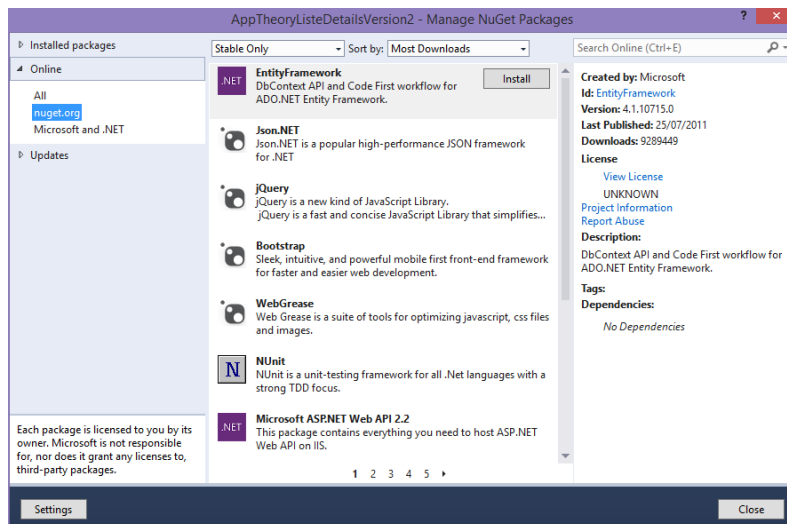 AppTheoryListeDetailsVersion2 - Manage NuGet Packages
? x
Installed packages
Online
All
nuget.org
Microsoft and .NET
Updates
Each package is licensed to you by its
owner. Microsoft is not responsible
for, nor does it grant any licenses to,
third-party packages.
Stable Only
Sort by: Most Downloads
.NET
EntityFramework
DbContext API and Code First workflow for
ADO.NET Entity Framework.
Install
Json.NET
Json.NET is a popular high-performance JSON framework
for .NET
jQuery
jQuery is a new kind of JavaScript Library.
jQuery is a fast and concise JavaScript Library that simplifies...
Bootstrap
Sleek, intuitive, and powerful mobile first front-end framework
for faster and easier web development.
WebGrease
Web Grease is a suite of tools for optimizing javascript, css files
and images.
N
NUnit
NUnit is a unit-testing framework for all .Net languages with a
strong TDD focus.
.NET
Microsoft ASP.NET Web API 2.2
This package contains everything you need to host ASP.NET
Web API on IIS.
1 2 3 4 5
Search Online (Ctrl+E)
Created by: Microsoft
Id: EntityFramework
Version: 4.1.10715.0
Last Published: 25/07/2011
Downloads: 9289449
License
View License
UNKNOWN
Project Information
Report Abuse
Description:
DbContext API and Code First workflow for
ADO.NET Entity Framework.
Tags:
Dependencies:
No Dependencies
Settings
Close